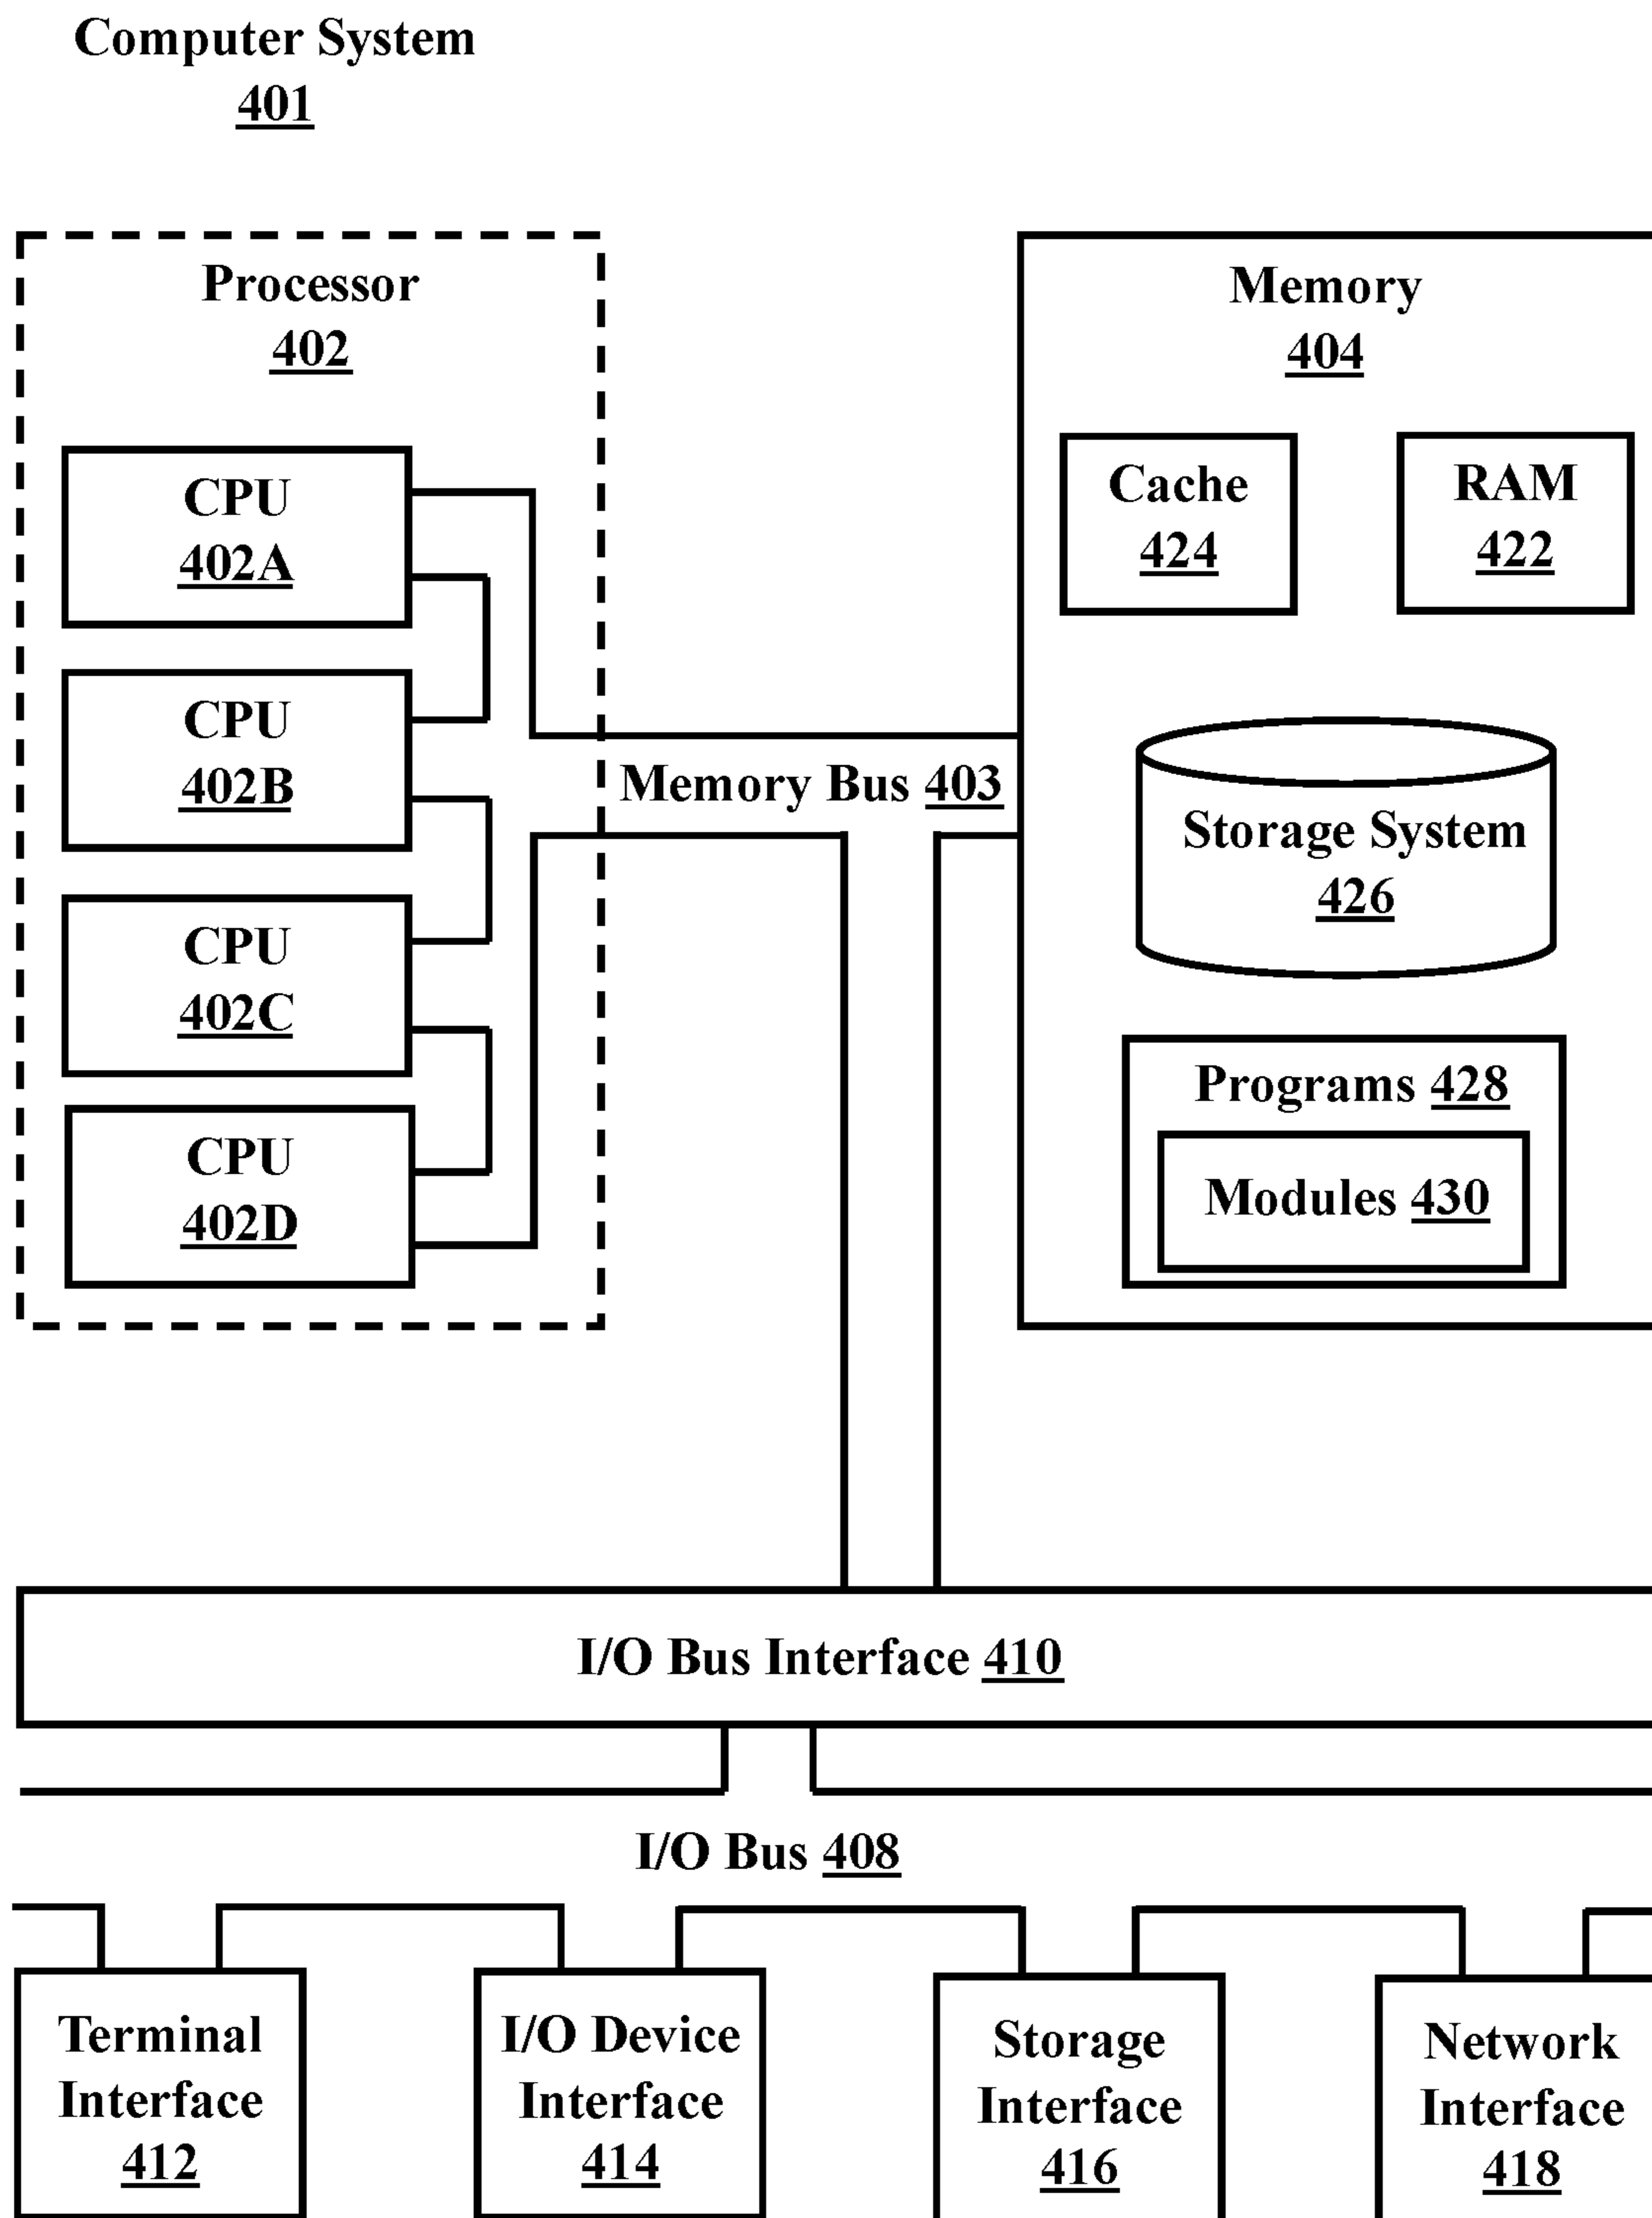 Computer System
401
Processor
402
CPU
402A
CPU
402B
CPU
402C
CPU
402D
Memory Bus 403
Memory
404
Cache
424
RAM
422
Storage System
426
Programs 428
Modules 430
I/O Bus Interface 410
I/O Bus 408
Terminal
Interface
412
I/O Device
Interface
414
Storage
Interface
416
Network
Interface
418